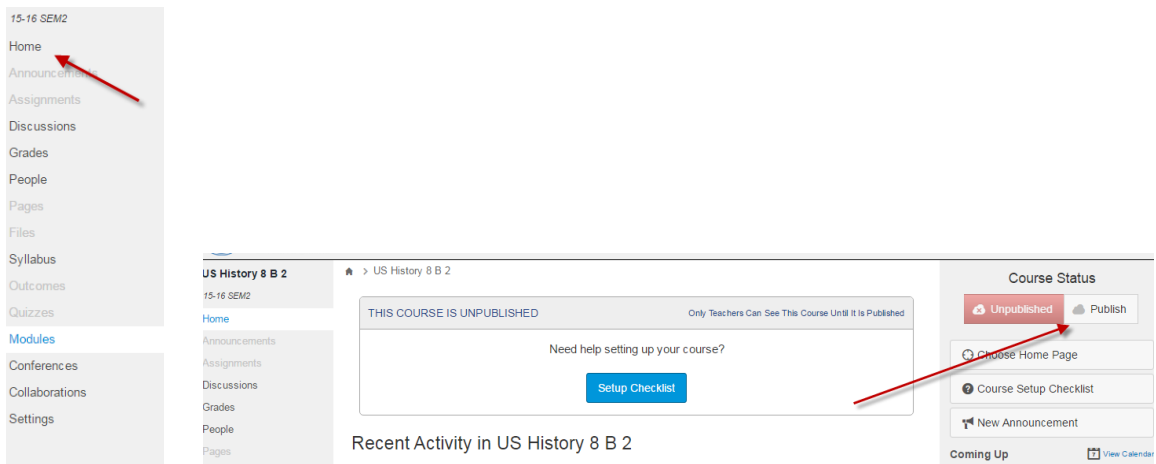 15-16 SEM2
Home
Announcements
Assignments
Discussions
Grades
People
Pages
Files
Syllabus
Outcomes
Quizzes
Modules
Conferences
Collaborations
Settings
US History 8 B 2
15-16 SEM2
Home
Announcements
Assignments
Discussions
Grades
People
Pages
> US History 8 B 2
THIS COURSE IS UNPUBLISHED Only Teachers Can See This Course Until It Is Published
Need help setting up your course?
Setup Checklist
Recent Activity in US History 8 B 2
Course Status
Unpublished Publish
Choose Home Page
Course Setup Checklist
New Announcement
Coming Up View Calendar